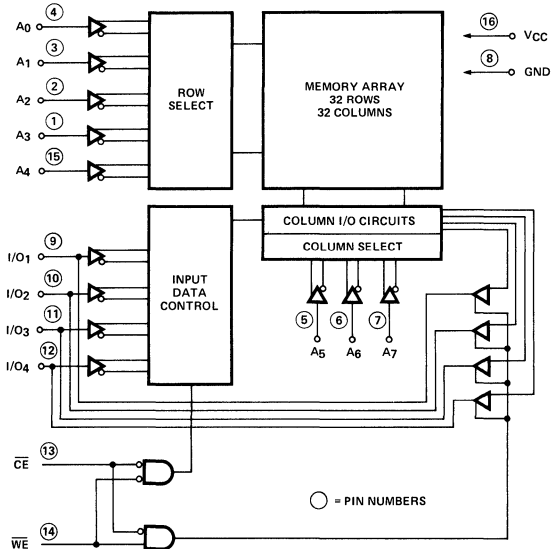 ④
A0
③
A1
②
A2
①
A3
⑮
A4
ROW
SELECT
MEMORY ARRAY
32 ROWS
32 COLUMNS
⑯
VCC
⑧
GND
⑨
I/O1
⑩
I/O2
⑪
I/O3
⑫
I/O4
INPUT
DATA
CONTROL
COLUMN I/O CIRCUITS
COLUMN SELECT
⑤ ⑥ ⑦
A5 A6 A7
⑬
C̅E̅
⑭
W̅E̅
= PIN NUMBERS